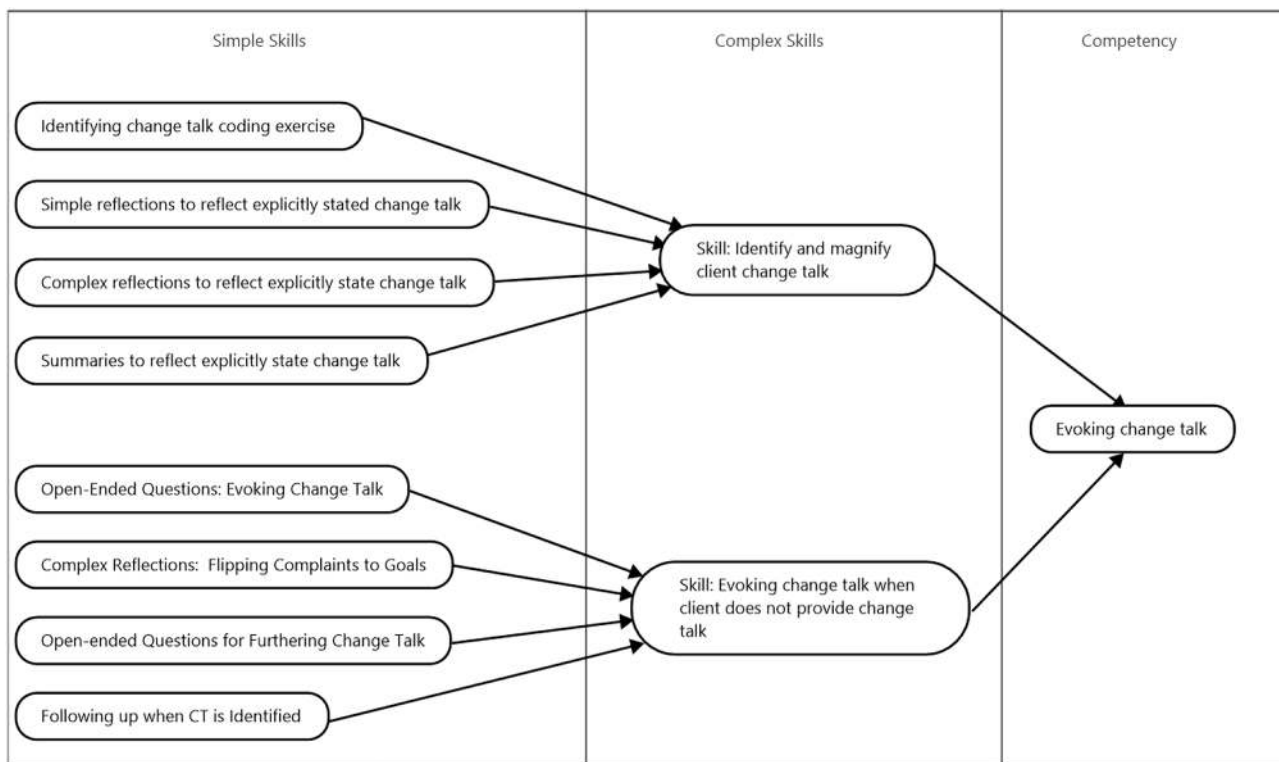 Simple Skills
Complex Skills
Competency
Identifying change talk coding exercise
Simple reflections to reflect explicitly stated change talk
Complex reflections to reflect explicitly state change talk
Summaries to reflect explicitly state change talk
Skill: Identify and magnify
client change talk
Evoking change talk
Open-Ended Questions: Evoking Change Talk
Complex Reflections:  Flipping Complaints to Goals
Open-ended Questions for Furthering Change Talk
Following up when CT is Identified
Skill: Evoking change talk when
client does not provide change
talk